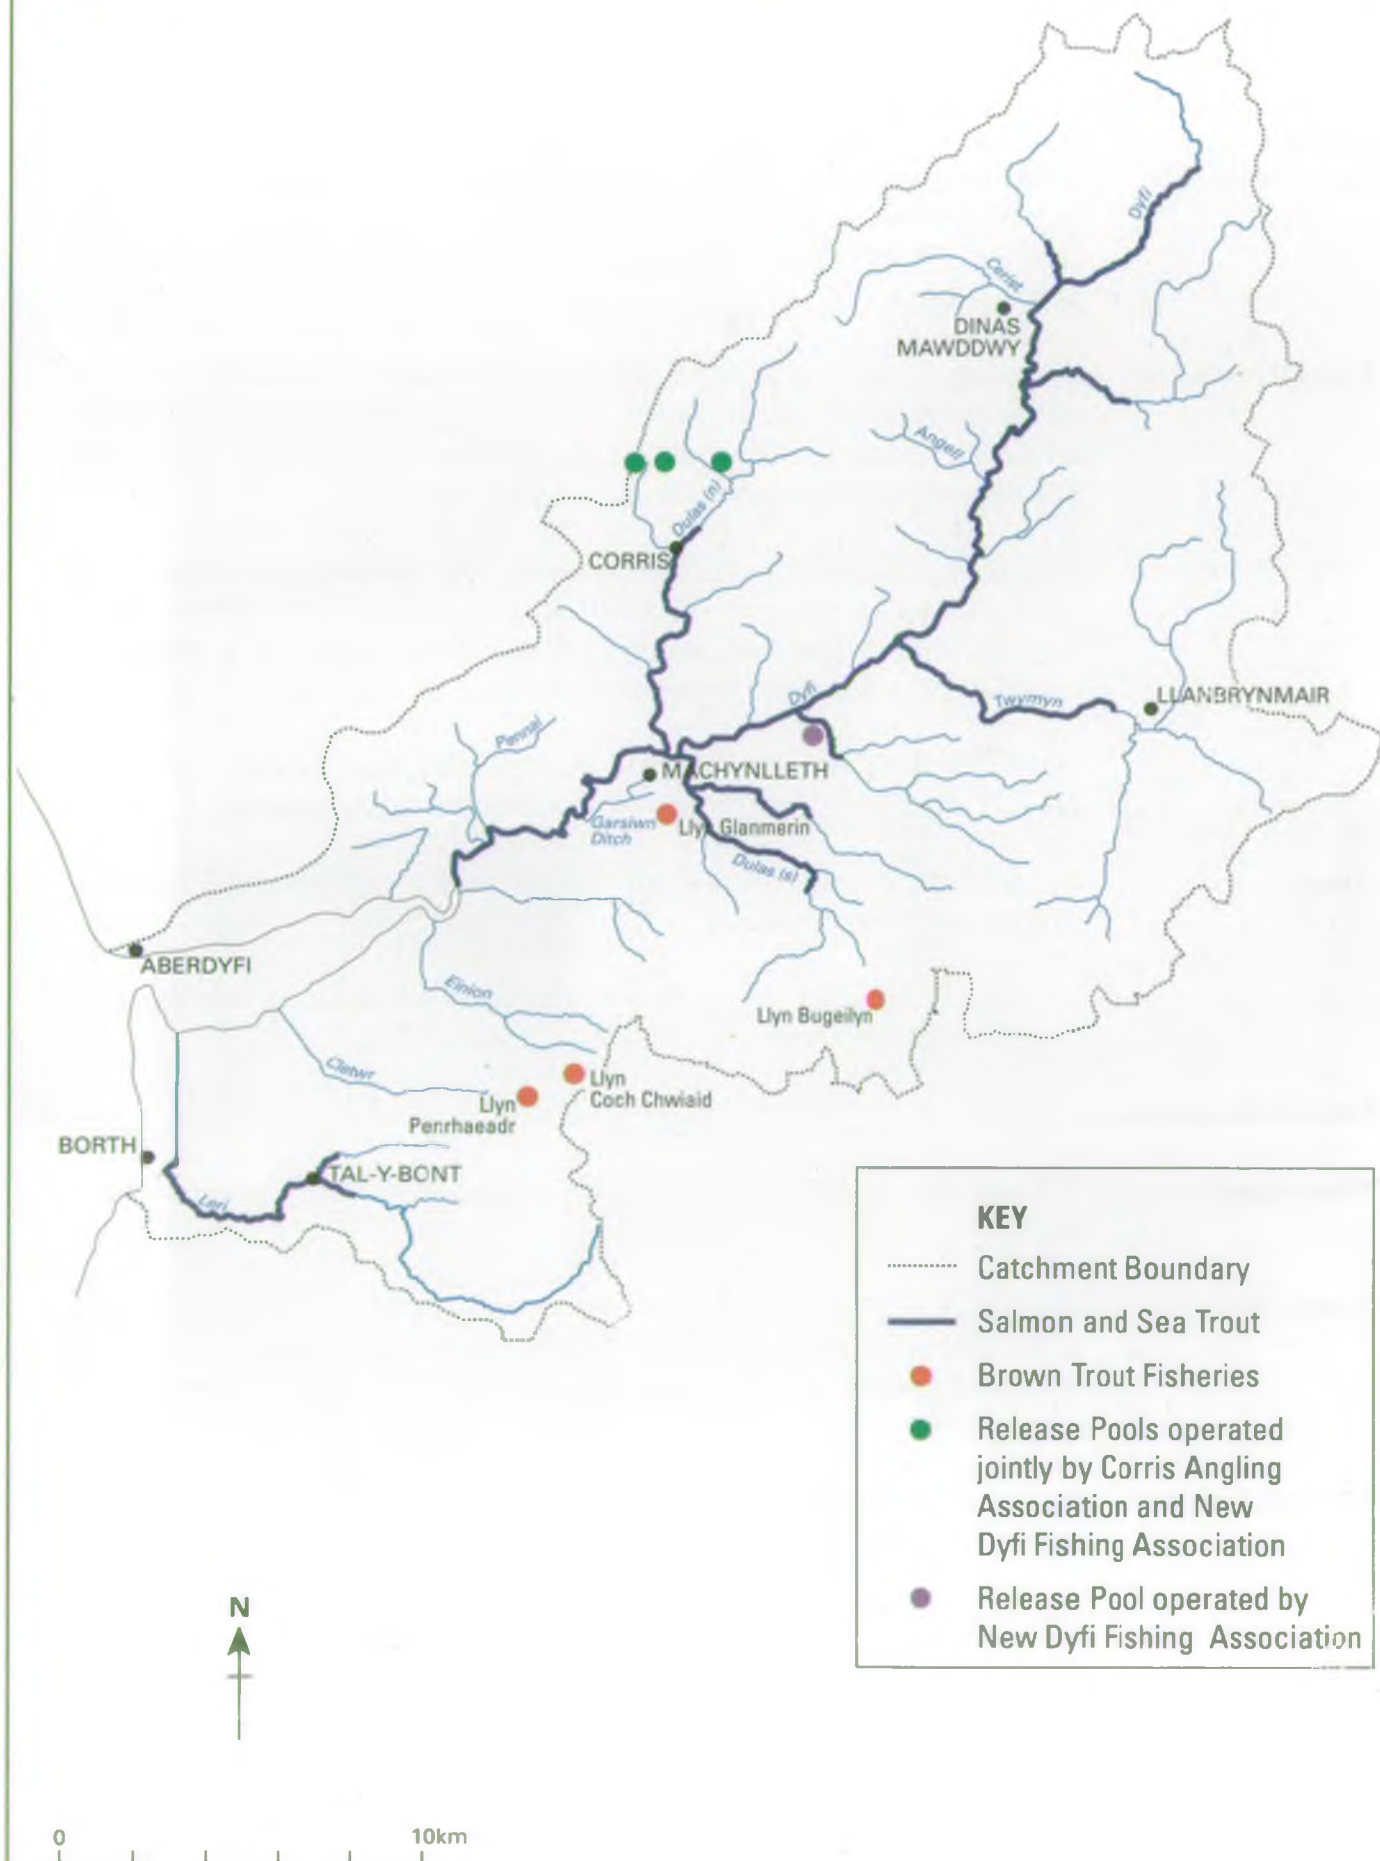 Dyfi
Cerist
DINAS
MAWDDWY
Angell
Dulas (n)
CORRIS
Dyfi
Twymyn
LLANBRYNMAIR
Pennal
MACHYNLLETH
Garsiwn
Ditch
Llyn Glanmerin
Dulas (s)
ABERDYFI
Einion
Llyn Bugeilyn
Cletwr
Llyn
Coch Chwiaid
Llyn
Penrhaeadr
BORTH
TAL-Y-BONT
Leri
KEY
Catchment Boundary
Salmon and Sea Trout
Brown Trout Fisheries
Release Pools operated
jointly by Corris Angling
Association and New
Dyfi Fishing Association
Release Pool operated by
New Dyfi Fishing Association
N
0 10km